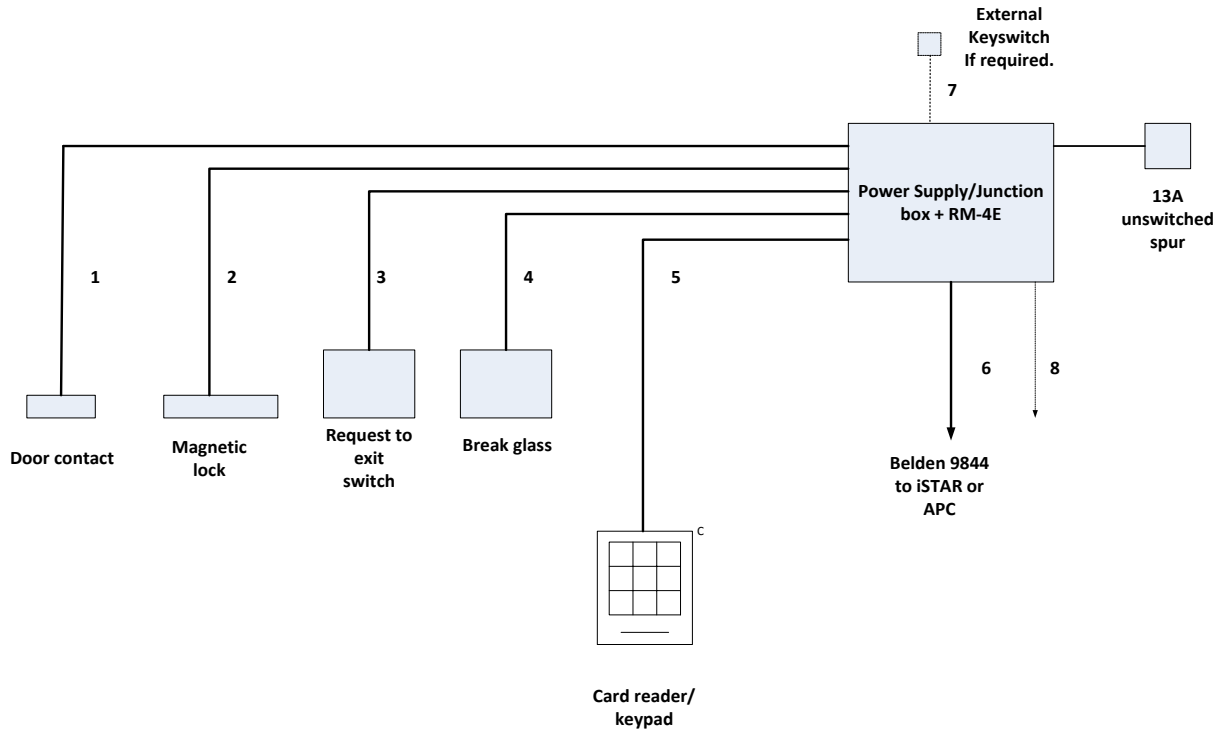 External
Keyswitch
If required.
7
Power Supply/Junction
box + RM-4E
13A
unswitched
spur
1
2
3
4
5
6
8
Door contact
Magnetic
lock
Request to
exit
switch
Break glass
Belden 9844
to iSTAR or
APC
C
Card reader/
keypad